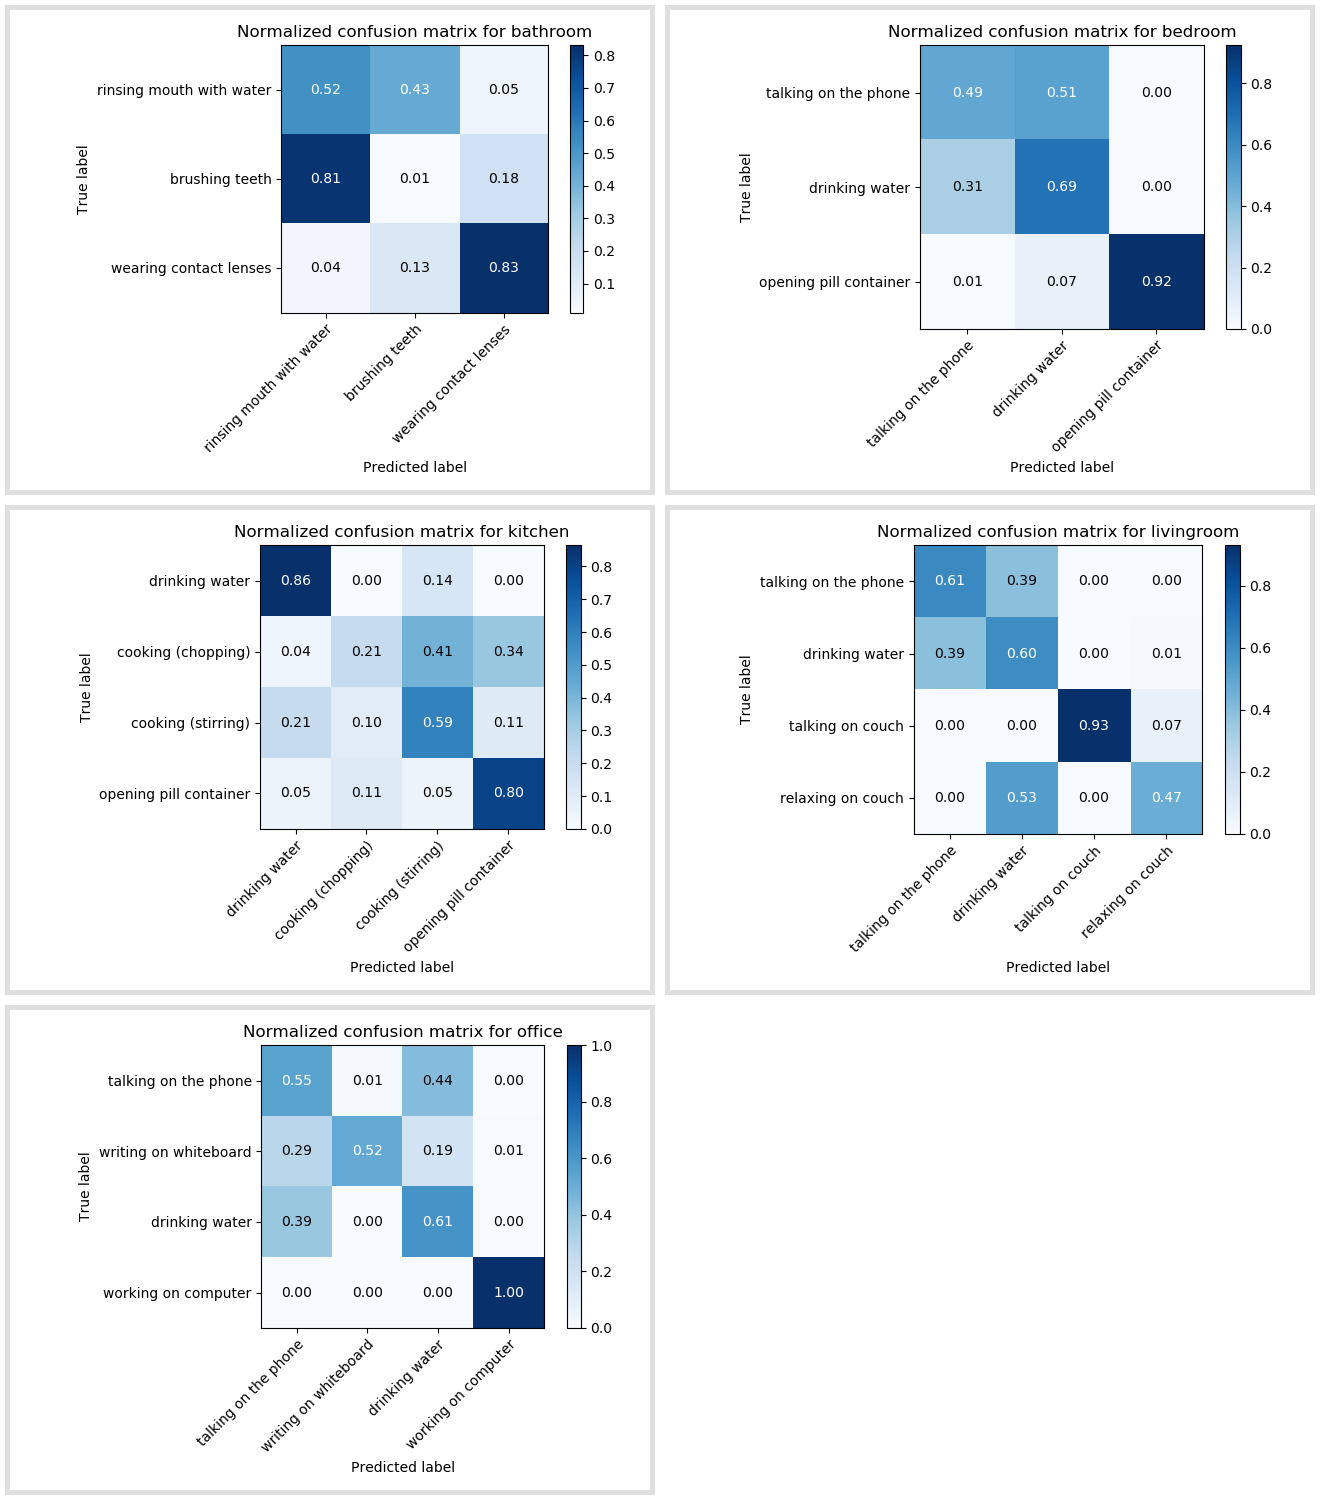 Normalized confusion matrix for bathroom
rinsing mouth with water 0.52 0.43 0.05
brushing teeth 0.81 0.01 0.18
wearing contact lenses 0.04 0.13 0.83
True label
rinsing mouth with water
brushing teeth
wearing contact lenses
Predicted label
0.8
0.7
0.6
0.5
0.4
0.3
0.2
0.1
Normalized confusion matrix for bedroom
talking on the phone 0.49 0.51 0.00
drinking water 0.31 0.69 0.00
opening pill container 0.01 0.07 0.92
True label
talking on the phone
drinking water
opening pill container
Predicted label
0.8
0.6
0.4
0.2
0.0
Normalized confusion matrix for kitchen
drinking water 0.86 0.00 0.14 0.00
cooking (chopping) 0.04 0.21 0.41 0.34
cooking (stirring) 0.21 0.10 0.59 0.11
opening pill container 0.05 0.11 0.05 0.80
True label
drinking water
cooking (chopping)
cooking (stirring)
opening pill container
Predicted label
0.8
0.7
0.6
0.5
0.4
0.3
0.2
0.1
0.0
Normalized confusion matrix for livingroom
talking on the phone 0.61 0.39 0.00 0.00
drinking water 0.39 0.60 0.00 0.01
talking on couch 0.00 0.00 0.93 0.07
relaxing on couch 0.00 0.53 0.00 0.47
True label
talking on the phone
drinking water
talking on couch
relaxing on couch
Predicted label
0.8
0.6
0.4
0.2
0.0
Normalized confusion matrix for office
talking on the phone 0.55 0.01 0.44 0.00
writing on whiteboard 0.29 0.52 0.19 0.01
drinking water 0.39 0.00 0.61 0.00
working on computer 0.00 0.00 0.00 1.00
True label
talking on the phone
writing on whiteboard
drinking water
working on computer
Predicted label
1.0
0.8
0.6
0.4
0.2
0.0